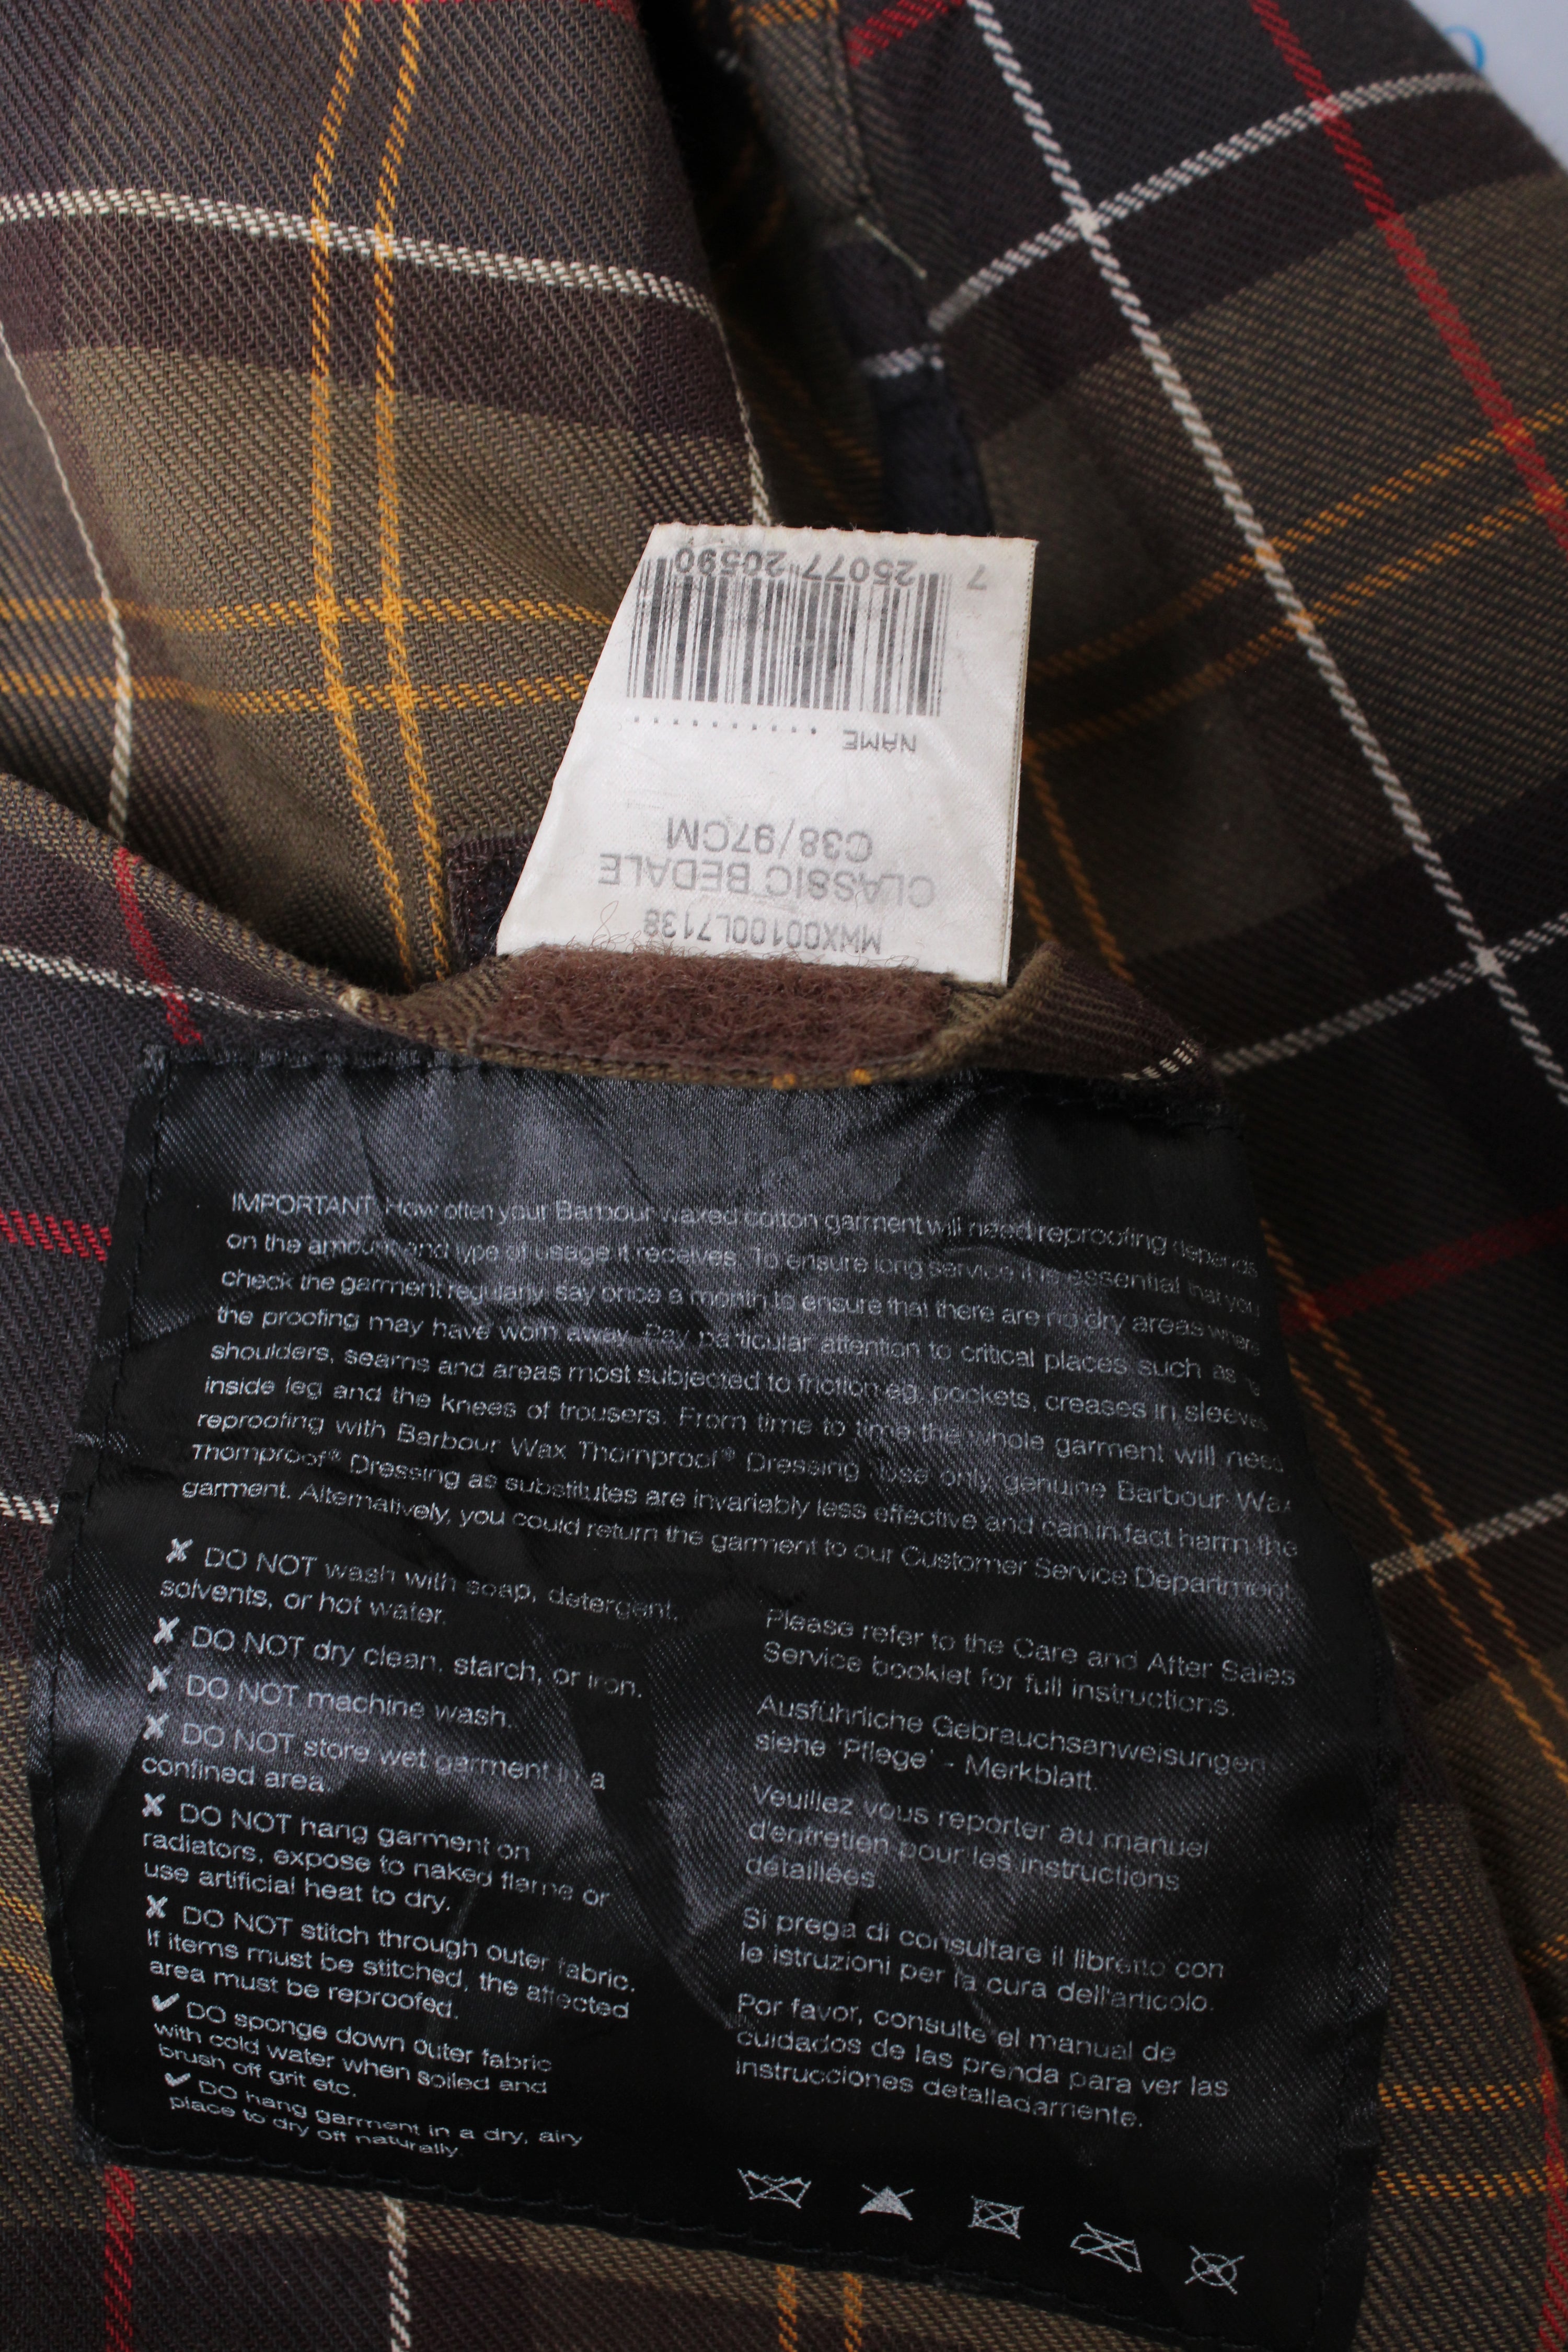 7 25077 20590
NAME
CLASSIC BEDALE
C38/97CM
MWX00100L7138
IMPORTANT: How often your Barbour waxed cotton garment will need reproofing depends
on the amount and type of usage it receives. To ensure long service it is essential that you
check the garment regularly, say once a month, to ensure that there are no dry areas where
the proofing may have worn away. Pay particular attention to critical places such as
shoulders, seams and areas most subjected to friction eg. pockets, creases in sleeves
inside leg and the knees of trousers. From time to time the whole garment will need
reproofing with Barbour Wax Thornproof® Dressing. Use only genuine Barbour Wax
Thornproof® Dressing as substitutes are invariably less effective and can in fact harm the
garment. Alternatively, you could return the garment to our Customer Service Department
✗ DO NOT wash with soap, detergent,
solvents, or hot water.
✗ DO NOT dry clean, starch, or iron.
✗ DO NOT machine wash.
✗ DO NOT store wet garment in a
confined area.
✗ DO NOT hang garment on
radiators, expose to naked flame or
use artificial heat to dry.
✗ DO NOT stitch through outer fabric.
If items must be stitched, the affected
area must be reproofed.
✓ DO sponge down outer fabric
with cold water when soiled and
brush off grit etc.
✓ DO hang garment in a dry, airy
place to dry off naturally.
Please refer to the Care and After Sales
Service booklet for full instructions.
Ausführliche Gebrauchsanweisungen
siehe 'Pflege' - Merkblatt.
Veuillez vous reporter au manuel
d'entretien pour les instructions
détaillées
Si prega di consultare il libretto con
le istruzioni per la cura dell'articolo.
Por favor, consulte el manual de
cuidados de las prenda para ver las
instrucciones detalladamente.